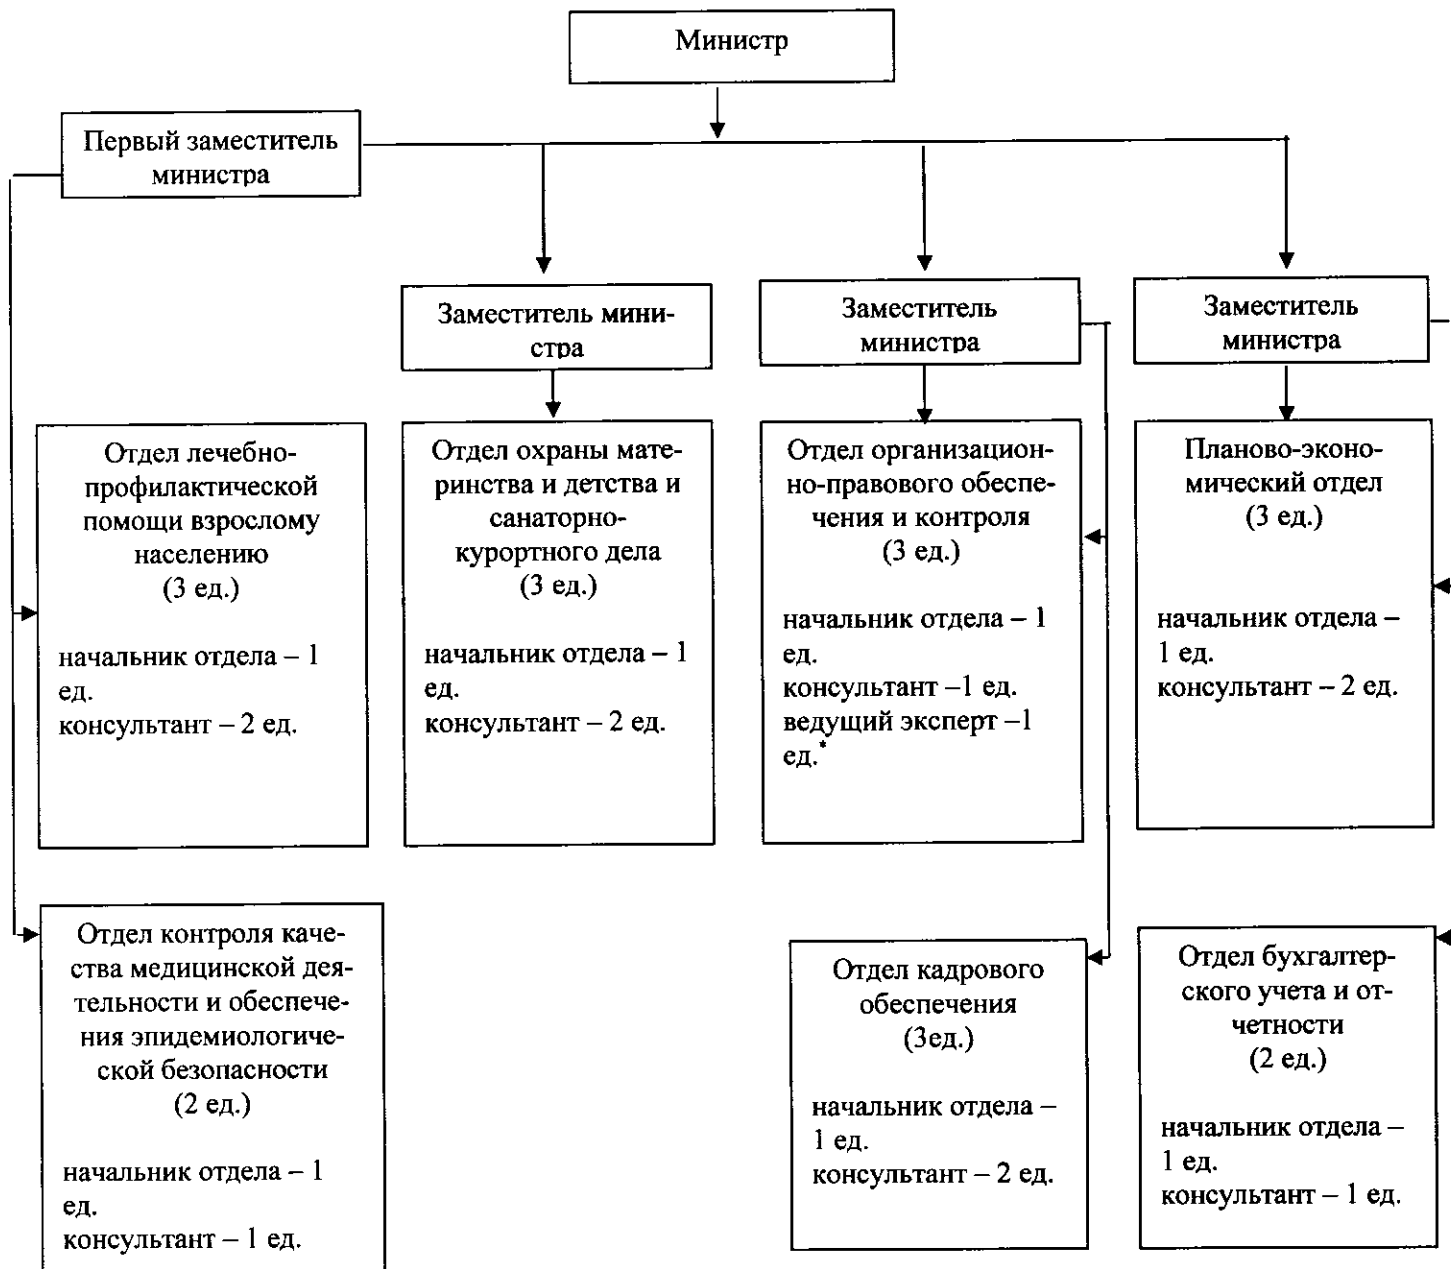 Министр
Первый заместитель
министра
Заместитель мини-
стра
Заместитель
министра
Заместитель
министра
Отдел лечебно-
профилактической
помощи взрослому
населению
(3 ед.)
начальник отдела – 1
ед.
консультант – 2 ед.
Отдел охраны мате-
ринства и детства и
санаторно-
курортного дела
(3 ед.)
начальник отдела – 1
ед.
консультант – 2 ед.
Отдел организацион-
но-правового обеспе-
чения и контроля
(3 ед.)
начальник отдела – 1
ед.
консультант –1 ед.
ведущий эксперт –1
ед.*
Планово-эконо-
мический отдел
(3 ед.)
начальник отдела –
1 ед.
консультант – 2 ед.
Отдел контроля каче-
ства медицинской дея-
тельности и обеспече-
ния эпидемиологиче-
ской безопасности
(2 ед.)
начальник отдела – 1
ед.
консультант – 1 ед.
Отдел кадрового
обеспечения
(3ед.)
начальник отдела –
1 ед.
консультант – 2 ед.
Отдел бухгалтер-
ского учета и от-
четности
(2 ед.)
начальник отдела –
1 ед.
консультант – 1 ед.